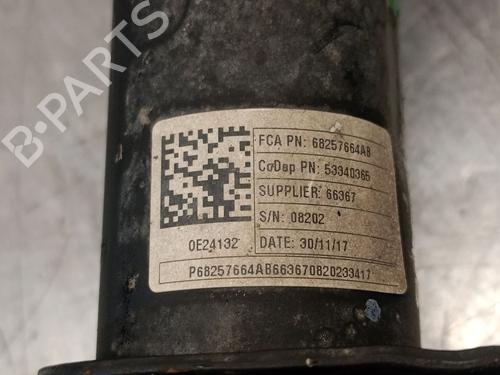 FCA PN: 68257664AB
CoDep PN: 53340365
SUPPLIER: 66367
S/N: 08202
0E24132 DATE: 30/11/17
P68257664AB663670820233417
B-PARTS